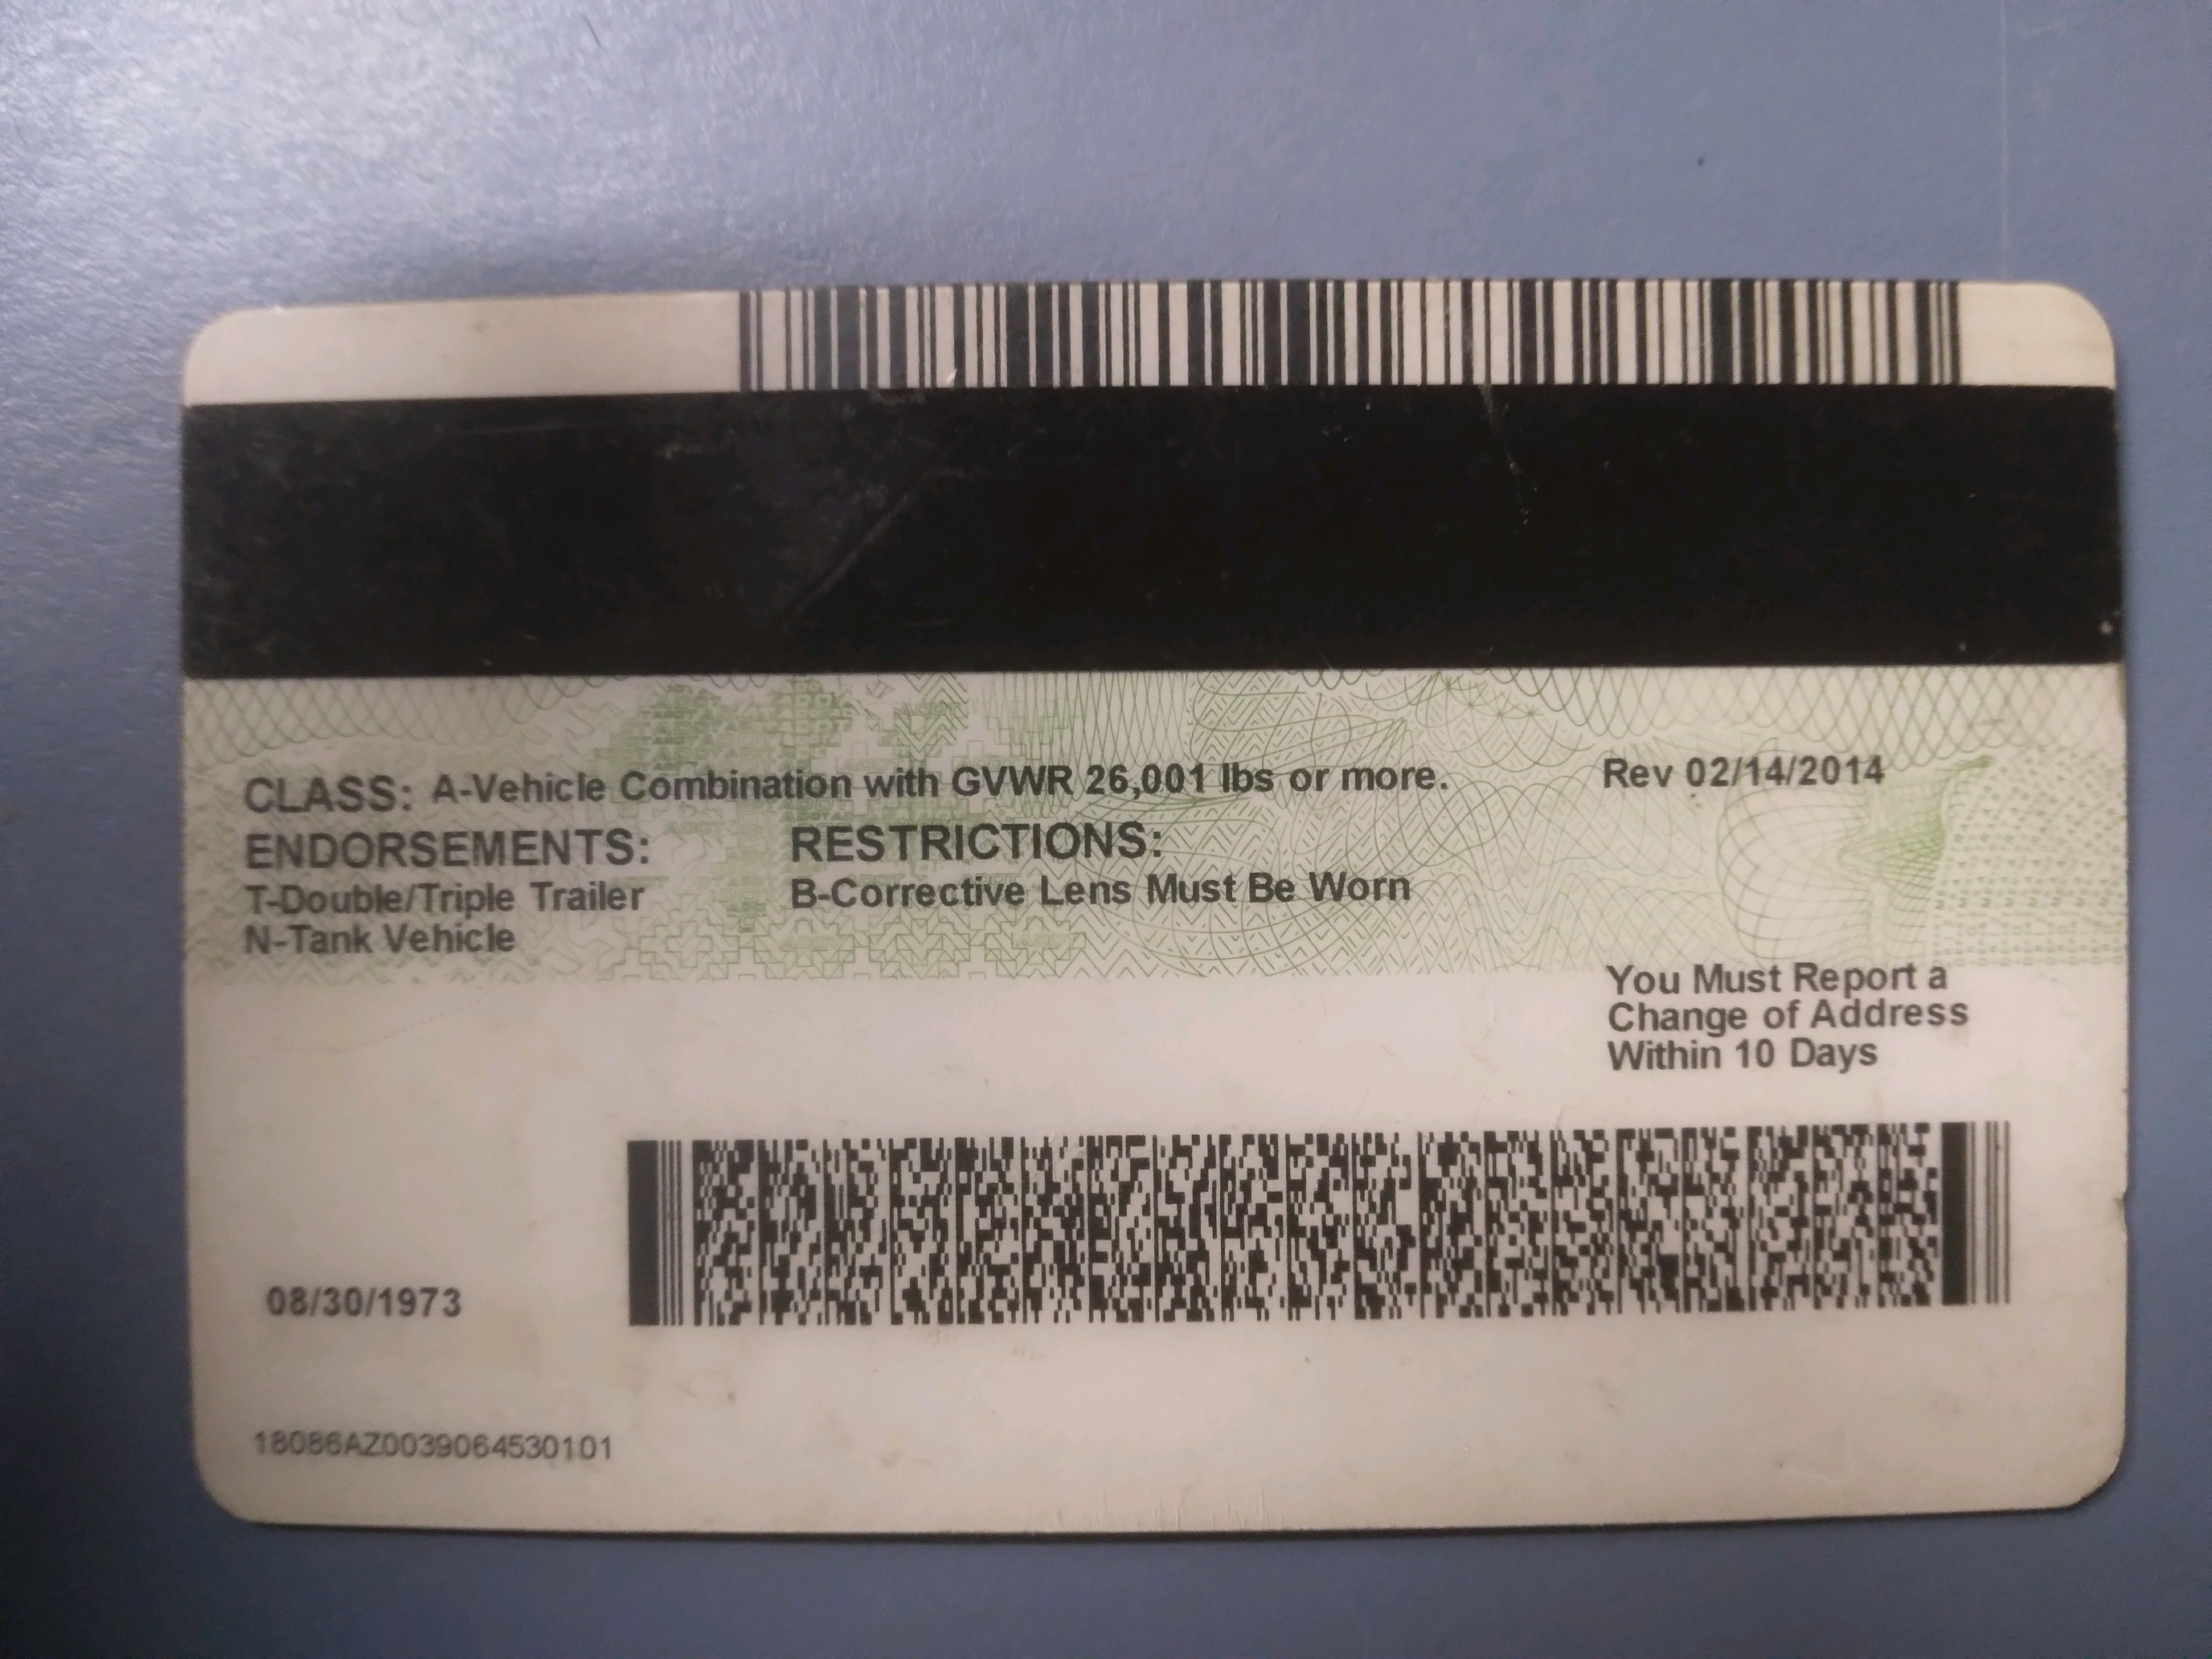 CLASS: A-Vehicle Combination with GVWR 26,001 lbs or more. Rev 02/14/2014
ENDORSEMENTS: RESTRICTIONS:
T-Double/Triple Trailer B-Corrective Lens Must Be Worn
N-Tank Vehicle
You Must Report a
Change of Address
Within 10 Days
08/30/1973
18086AZ0039064530101